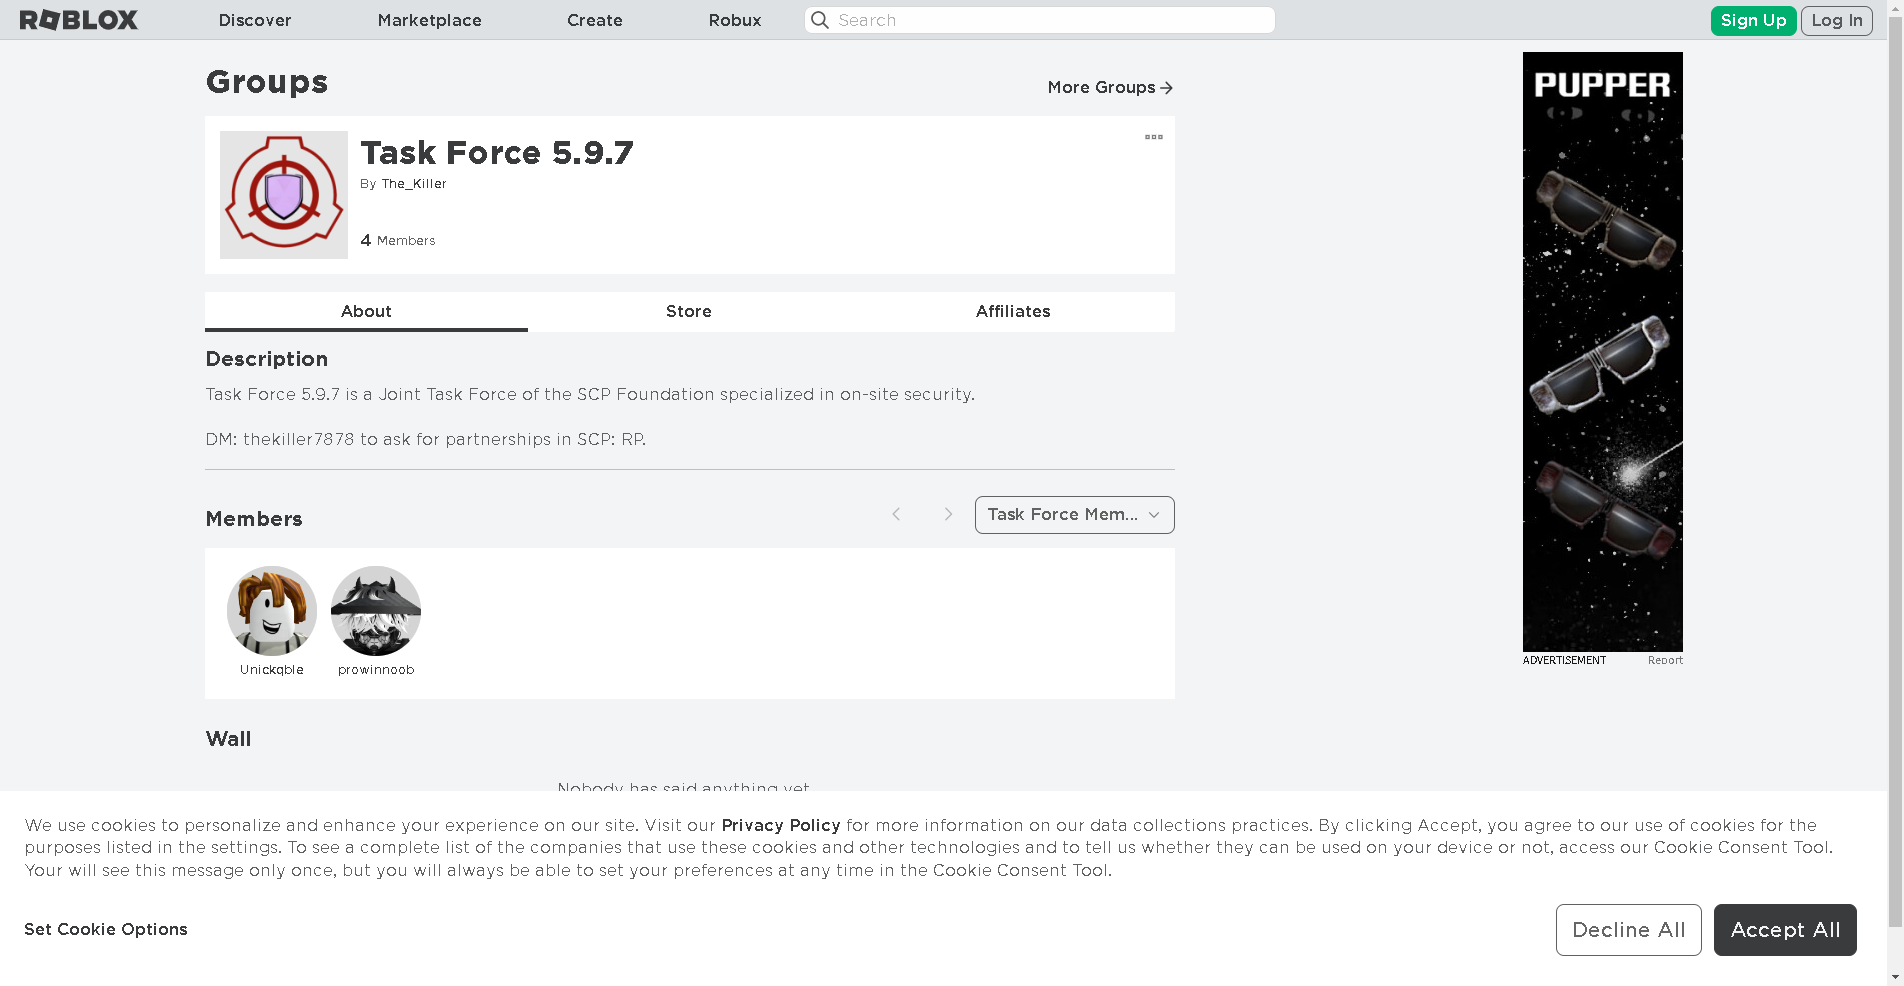 ROBLOX
Discover
Marketplace
Create
Robux
Search
Sign Up
Log In
Groups
More Groups
Task Force 5.9.7
By The_Killer
4 Members
About
Store
Affiliates
Description
Task Force 5.9.7 is a Joint Task Force of the SCP Foundation specialized in on-site security.
DM: thekiller7878 to ask for partnerships in SCP: RP.
Members
Task Force Mem...
Unickqble
prowinnoob
Wall
Nobody has said anything yet
PUPPER
ADVERTISEMENT
Report
We use cookies to personalize and enhance your experience on our site. Visit our Privacy Policy for more information on our data collections practices. By clicking Accept, you agree to our use of cookies for the
purposes listed in the settings. To see a complete list of the companies that use these cookies and other technologies and to tell us whether they can be used on your device or not, access our Cookie Consent Tool.
Your will see this message only once, but you will always be able to set your preferences at any time in the Cookie Consent Tool.
Set Cookie Options
Decline All
Accept All